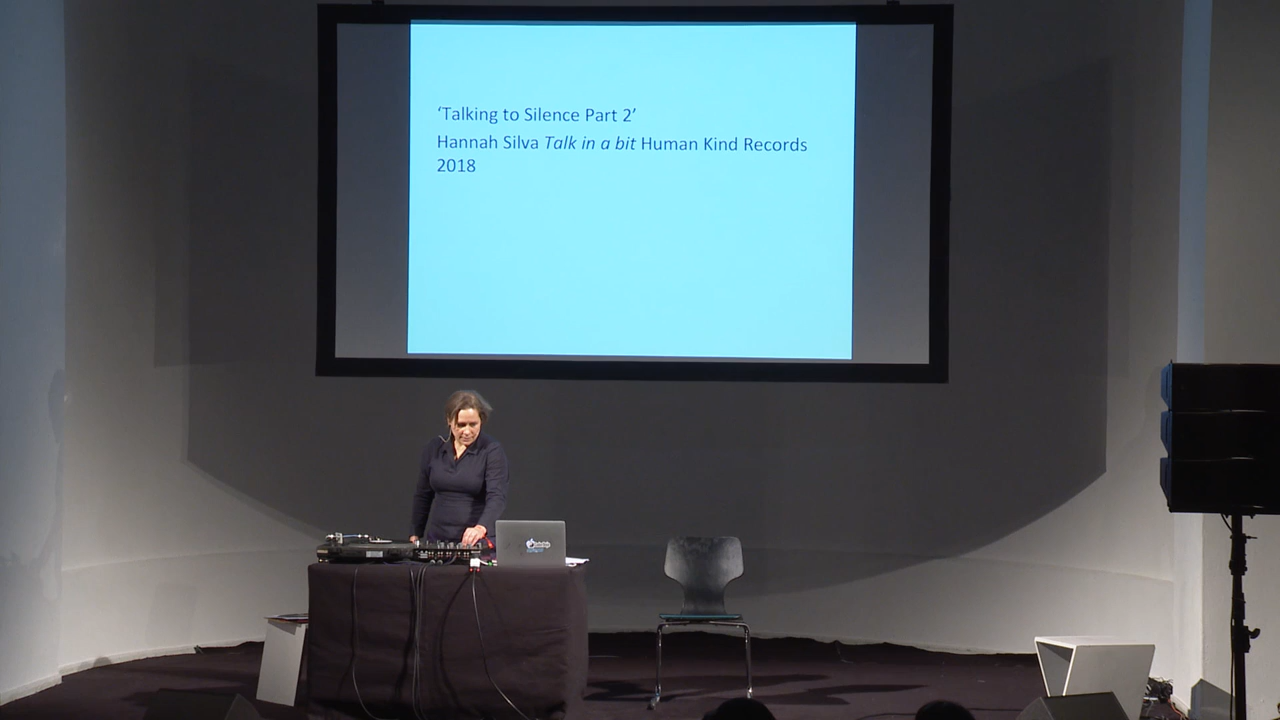 ‘Talking to Silence Part 2’
Hannah Silva Talk in a bit Human Kind Records
2018